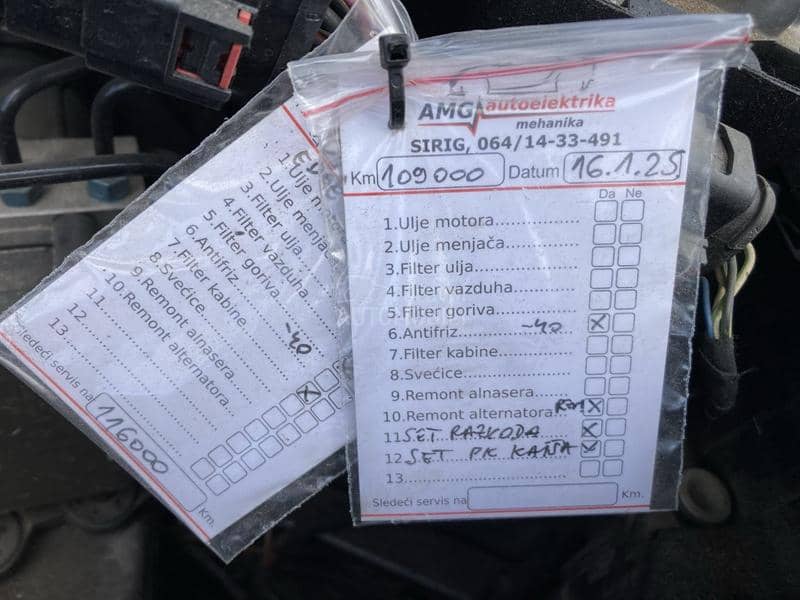 AMG autoelektrika
mehanika
SIRIG, 064/14-33-491
Km 109000 Datum 16.1.25
Da Ne
1.Ulje motora
2.Ulje menjača
3.Filter ulja
4.Filter vazduha
5.Filter goriva
6.Antifriz -40 X
7.Filter kabine
8.Svećice
9.Remont alnasera
10.Remont alternatora X
11 SET RAZVODA X
12 SET PK KAIŠA X
13
Sledeći servis na Km.
1.Ulje
2.Ulje menjač
3.Filter ulja
4.Filter vazduha
5.Filter goriva
6.Antifriz -40 X
7.Filter kabine
8.Svećice
9.Remont alnasera
10.Remont alternatora
11
12
13
Sledeći servis na 116000 Km.